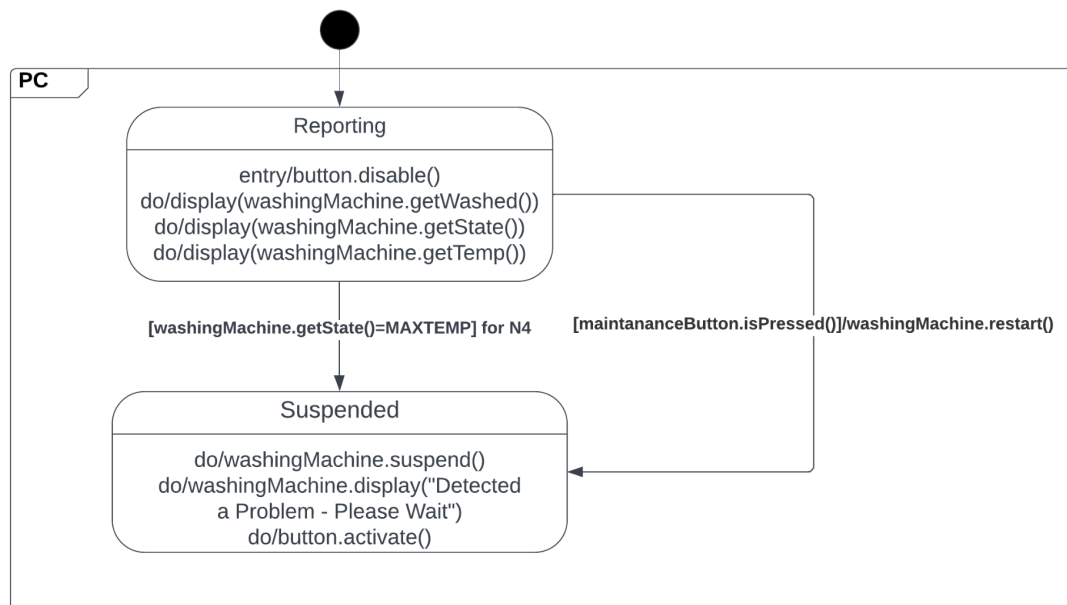 PC
Reporting
entry/button.disable()
do/display(washingMachine.getWashed())
do/display(washingMachine.getState())
do/display(washingMachine.getTemp())
[washingMachine.getState()=MAXTEMP] for N4
[maintananceButton.isPressed()]/washingMachine.restart()
Suspended
do/washingMachine.suspend()
do/washingMachine.display("Detected
a Problem - Please Wait")
do/button.activate()